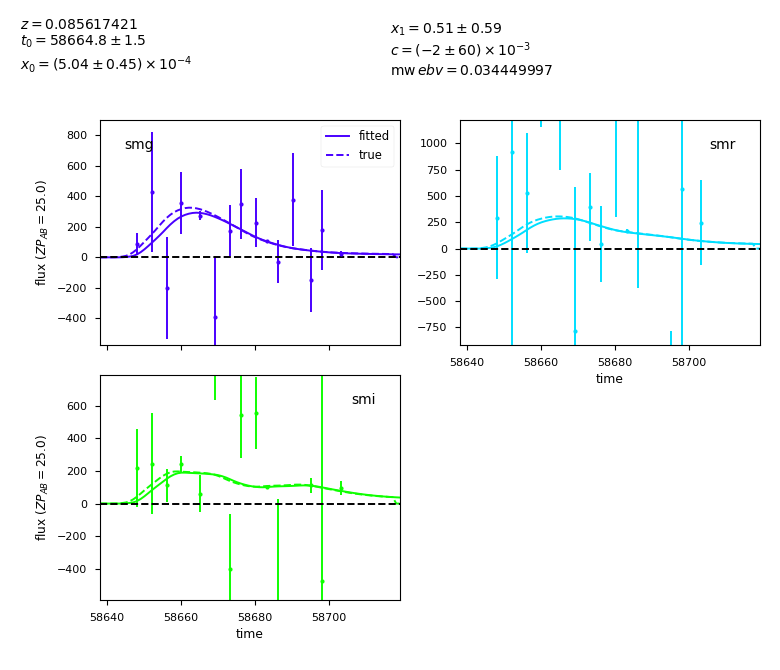 z = 0.085617421
t₀ = 58664.8 ± 1.5
x₀ = (5.04 ± 0.45) × 10⁻⁴
x₁ = 0.51 ± 0.59
c = (−2 ± 60) × 10⁻³
mw ebv = 0.034449997
smg
fitted
true
800
600
400
200
0
−200
−400
flux (ZP_AB = 25.0)
smr
1000
750
500
250
0
−250
−500
−750
58640 58660 58680 58700
time
smi
600
400
200
0
−200
−400
flux (ZP_AB = 25.0)
58640 58660 58680 58700
time